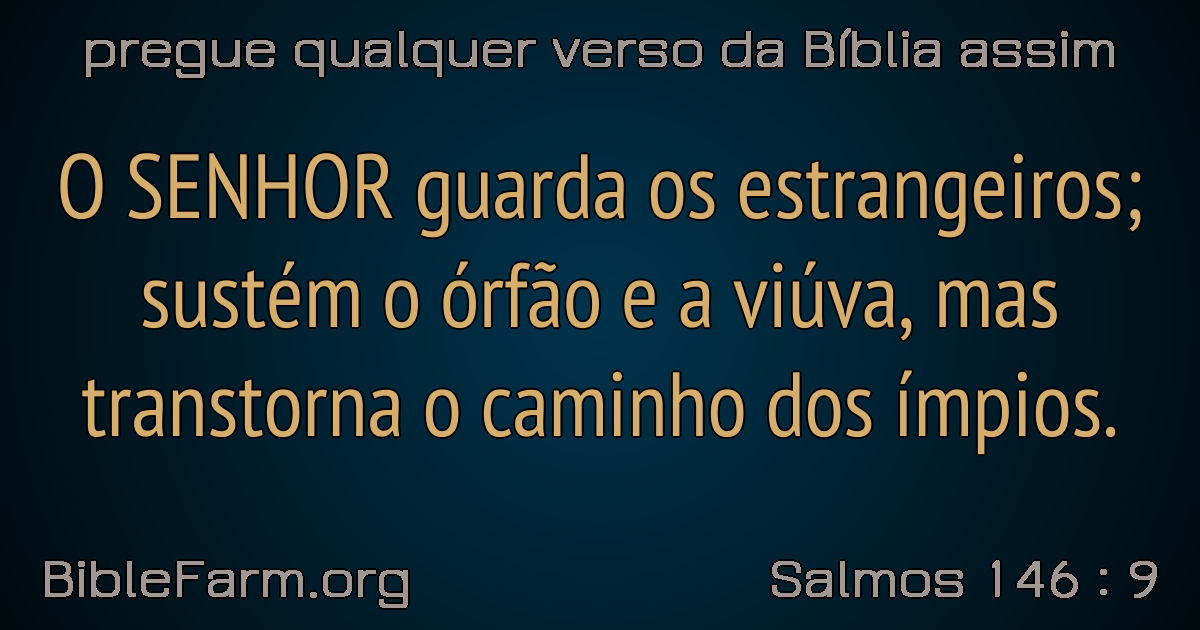 pregue qualquer verso da Bíblia assim
O SENHOR guarda os estrangeiros;
sustém o órfão e a viúva, mas
transtorna o caminho dos ímpios.
BibleFarm.org
Salmos 146 : 9